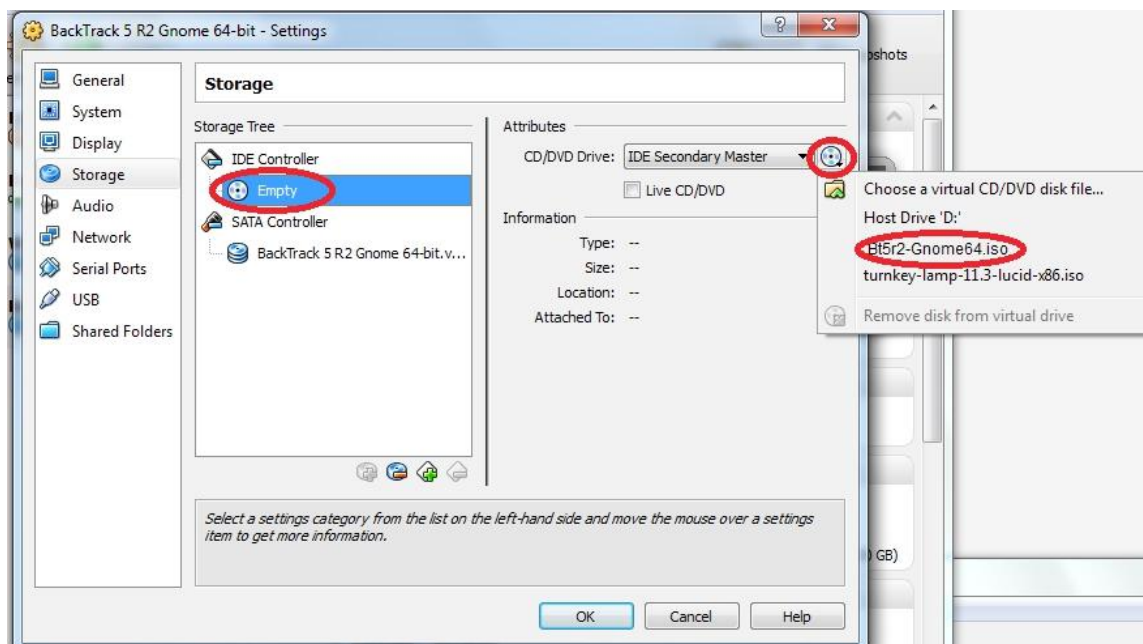 BackTrack 5 R2 Gnome 64-bit - Settings
pshots
General
System
Display
Storage
Audio
Network
Serial Ports
USB
Shared Folders
Storage
Storage Tree
IDE Controller
Empty
SATA Controller
BackTrack 5 R2 Gnome 64-bit.v...
Attributes
CD/DVD Drive: IDE Secondary Master
Live CD/DVD
Information
Type: --
Size: --
Location: --
Attached To: --
Choose a virtual CD/DVD disk file...
Host Drive 'D:'
Bt5r2-Gnome64.iso
turnkey-lamp-11.3-lucid-x86.iso
Remove disk from virtual drive
Select a settings category from the list on the left-hand side and move the mouse over a settings
item to get more information.
GB)
OK Cancel Help